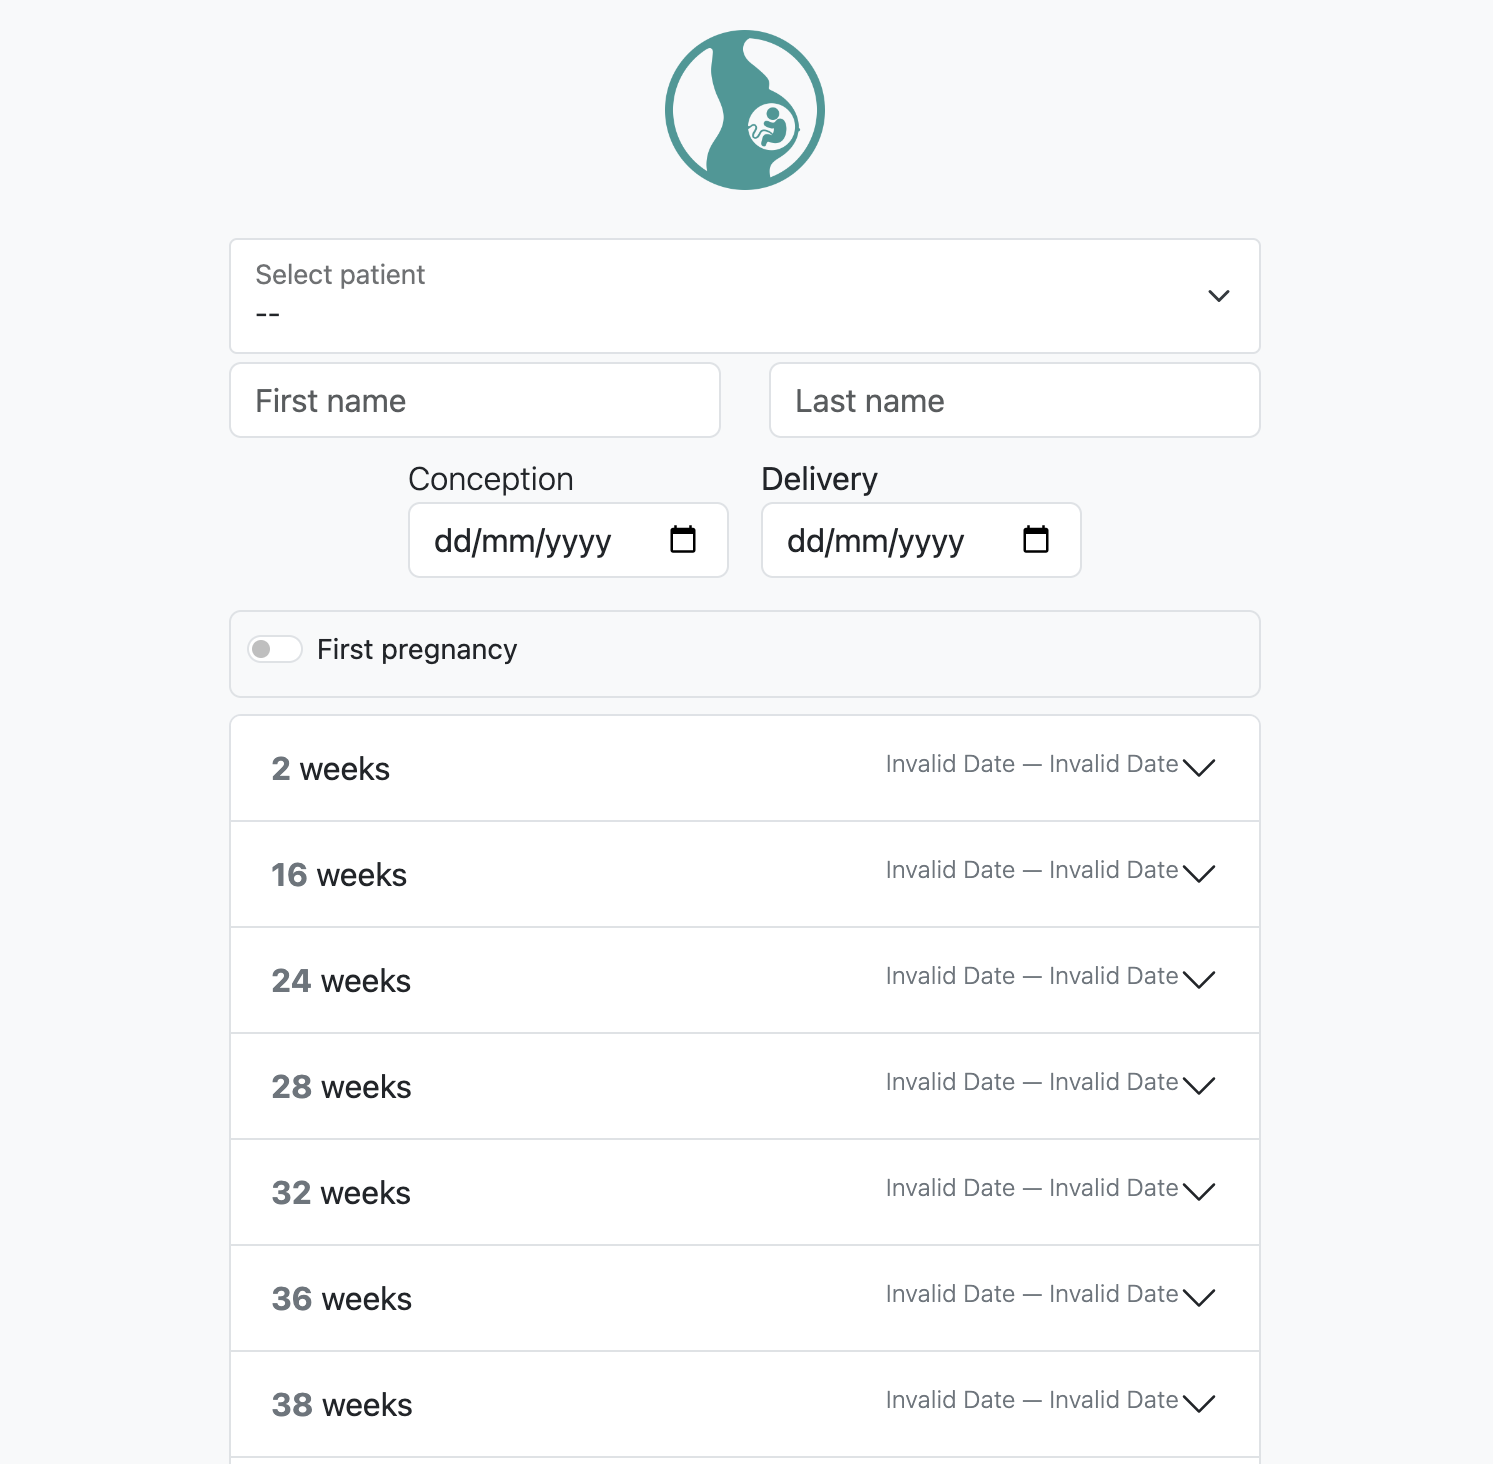 Select patient
--
First name
Last name
Conception
Delivery
dd/mm/yyyy
dd/mm/yyyy
First pregnancy
2 weeks Invalid Date — Invalid Date
16 weeks Invalid Date — Invalid Date
24 weeks Invalid Date — Invalid Date
28 weeks Invalid Date — Invalid Date
32 weeks Invalid Date — Invalid Date
36 weeks Invalid Date — Invalid Date
38 weeks Invalid Date — Invalid Date